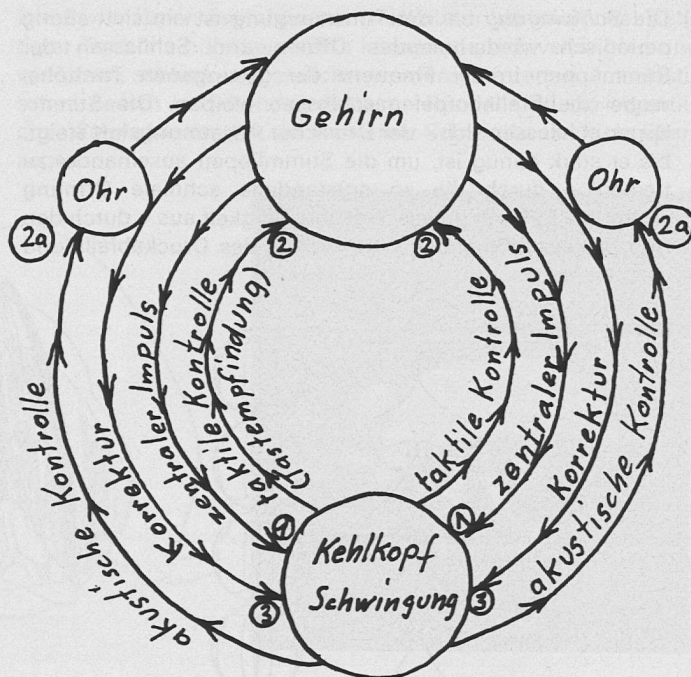 Gehirn
Ohr
Ohr
2a
2a
2
2
akustische Kontrolle
Korrektur
zentraler Impuls
taktille Kontrolle
(Tastempfindung)
taktile Kontrolle
zentraler Impuls
Korrektur
akustische Kontrolle
1
1
Kehlkopf
Schwingung
3
3